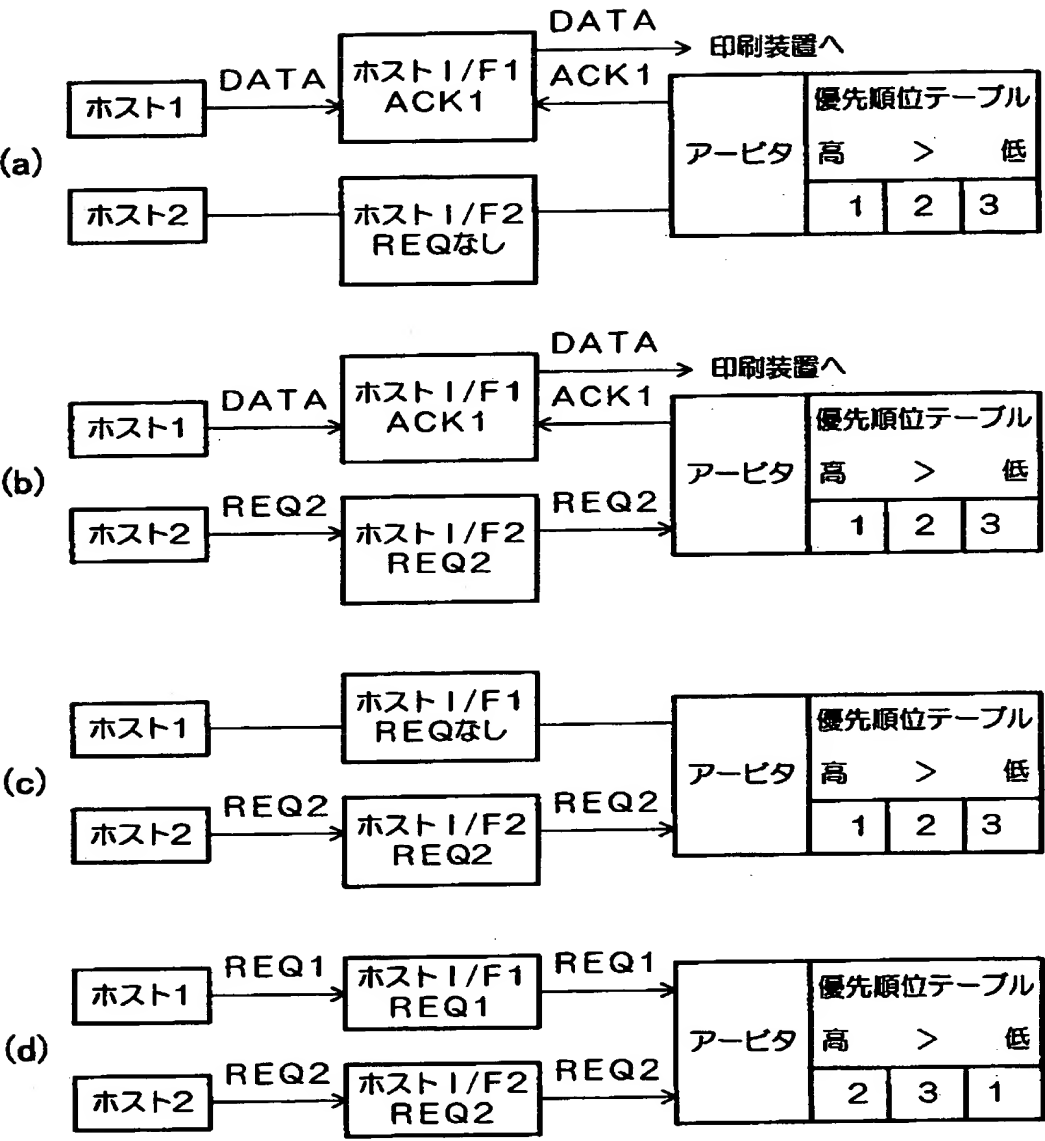 (a)
DATA
印刷装置へ
ホスト1
DATA
ホストI/F1
ACK1
ACK1
ホスト2
ホストI/F2
REQなし
アービタ
優先順位テーブル
高 > 低
1 2 3
(b)
DATA
印刷装置へ
ホスト1
DATA
ホストI/F1
ACK1
ACK1
ホスト2
REQ2
ホストI/F2
REQ2
REQ2
アービタ
優先順位テーブル
高 > 低
1 2 3
(c)
ホスト1
ホストI/F1
REQなし
ホスト2
REQ2
ホストI/F2
REQ2
REQ2
アービタ
優先順位テーブル
高 > 低
1 2 3
(d)
ホスト1
REQ1
ホストI/F1
REQ1
REQ1
ホスト2
REQ2
ホストI/F2
REQ2
REQ2
アービタ
優先順位テーブル
高 > 低
2 3 1